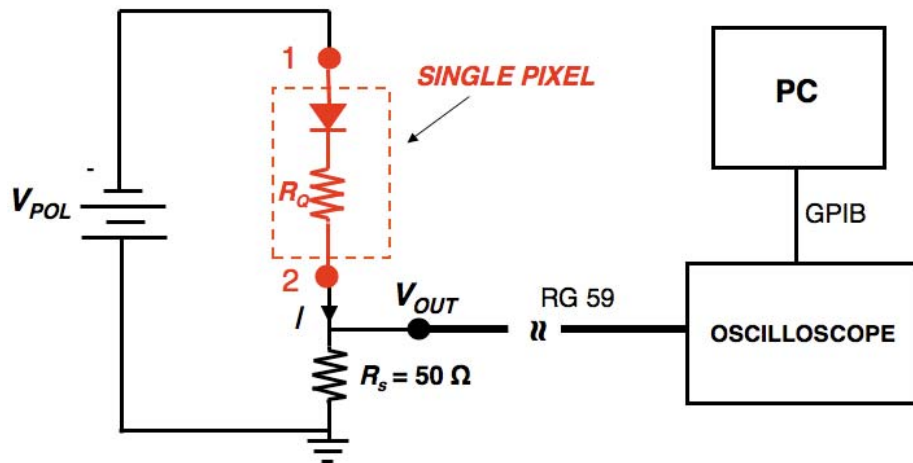 1
SINGLE PIXEL
PC
-
V_POL
R_Q
GPIB
2
V_OUT
RG 59
I
≈
OSCILLOSCOPE
R_s = 50 Ω